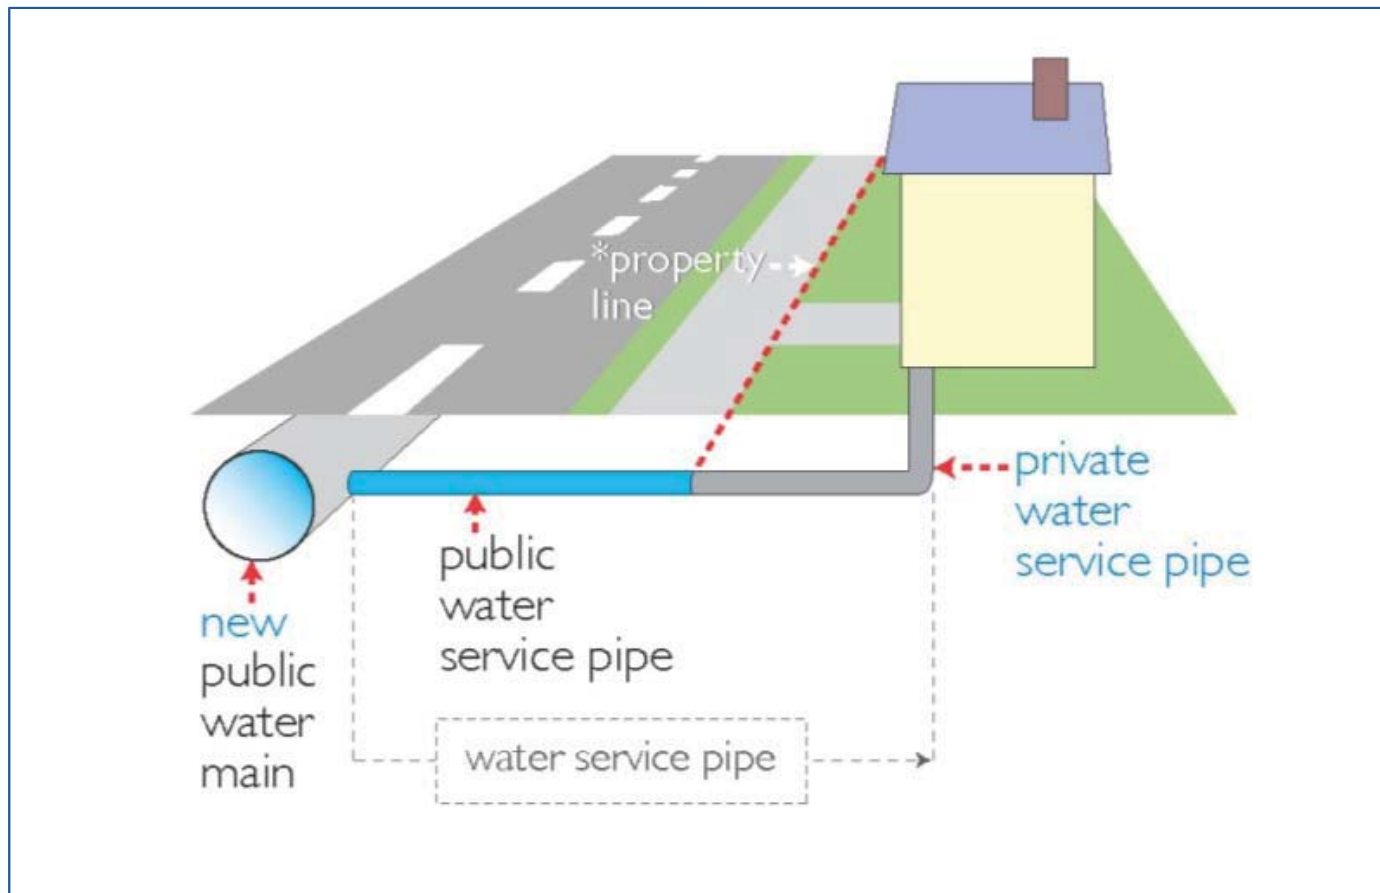 *property
line
private
water
service pipe
public
water
service pipe
new
public
water
main
water service pipe